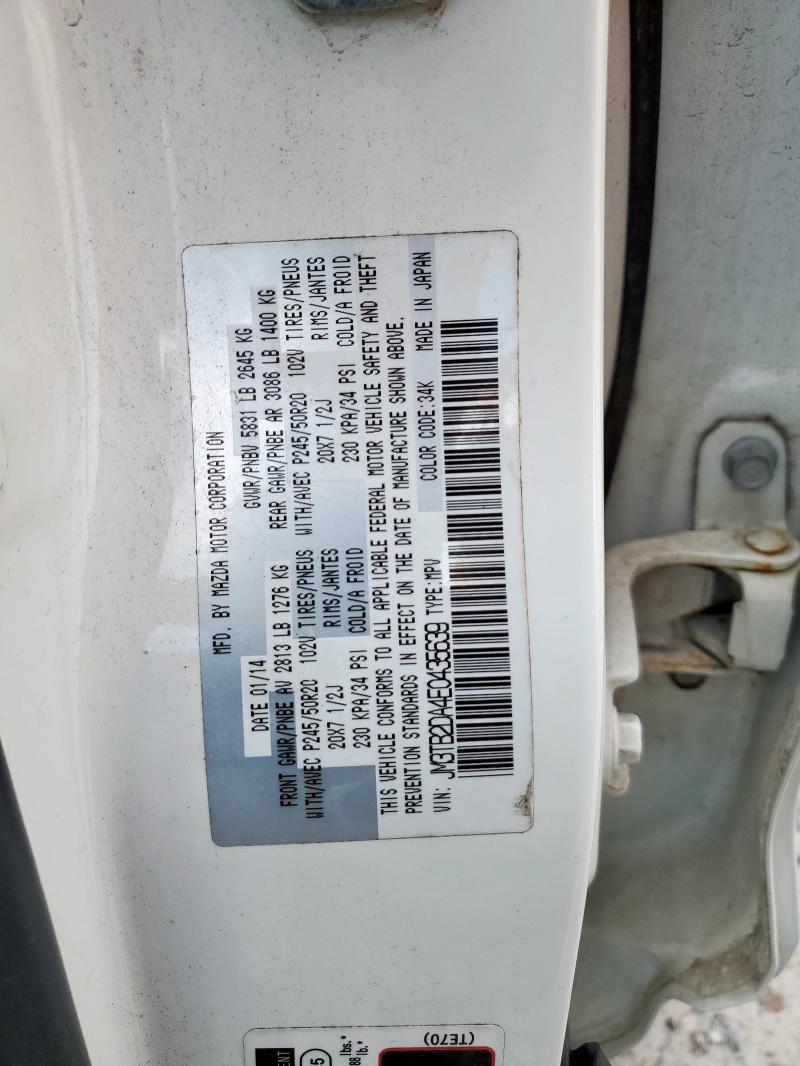 MFD. BY MAZDA MOTOR CORPORATION
DATE 01/14
GVWR/PNBV 5831 LB 2645 KG
FRONT GAWR/PNBE AV 2813 LB 1276 KG
REAR GAWR/PNBE AR 3086 LB 1400 KG
WITH/AVEC P245/50R20 102V TIRES/PNEUS
WITH/AVEC P245/50R20 102V TIRES/PNEUS
20X7 1/2J RIMS/JANTES
20X7 1/2J RIMS/JANTES
230 KPA/34 PSI COLD/A FROID
230 KPA/34 PSI COLD/A FROID
THIS VEHICLE CONFORMS TO ALL APPLICABLE FEDERAL MOTOR VEHICLE SAFETY AND THEFT
PREVENTION STANDARDS IN EFFECT ON THE DATE OF MANUFACTURE SHOWN ABOVE.
COLOR CODE:34K MADE IN JAPAN
VIN: JM3TB2DA4E0435639 TYPE:MPV
ENT
5
lbs.*
88
lb.*
(TE70)